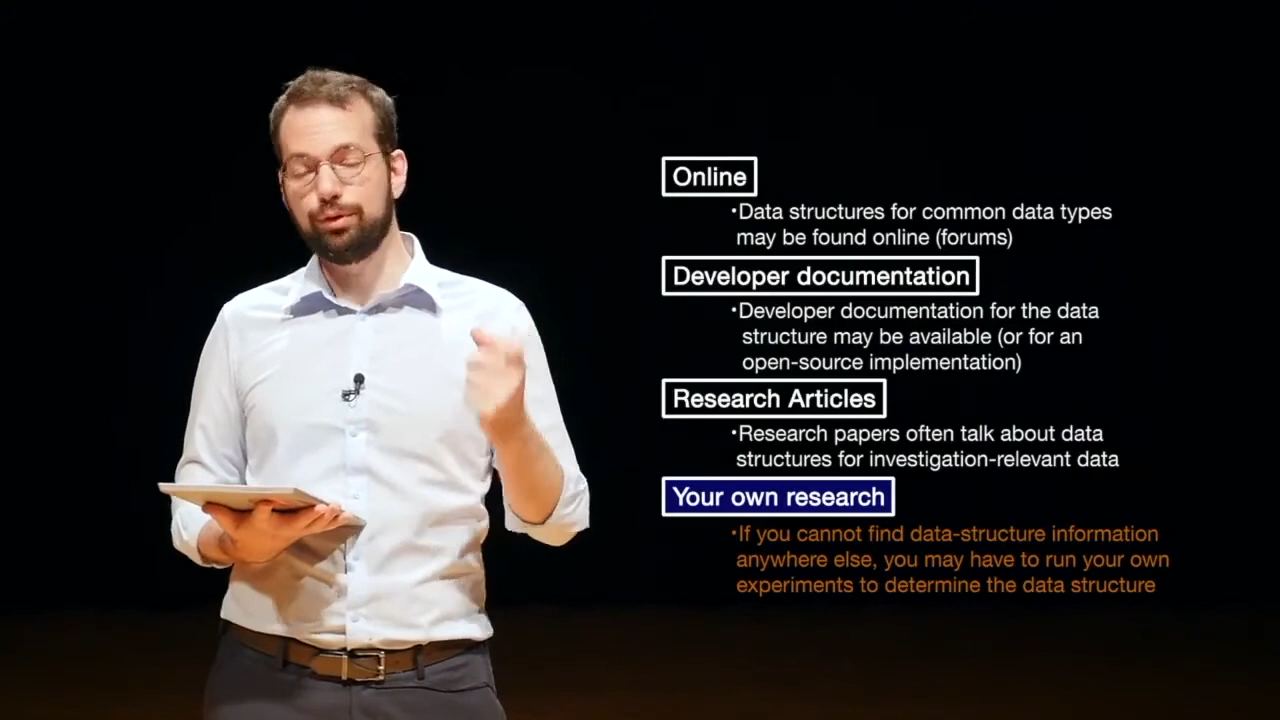 Online
•Data structures for common data types
may be found online (forums)
Developer documentation
•Developer documentation for the data
structure may be available (or for an
open-source implementation)
Research Articles
•Research papers often talk about data
structures for investigation-relevant data
Your own research
•If you cannot find data-structure information
anywhere else, you may have to run your own
experiments to determine the data structure